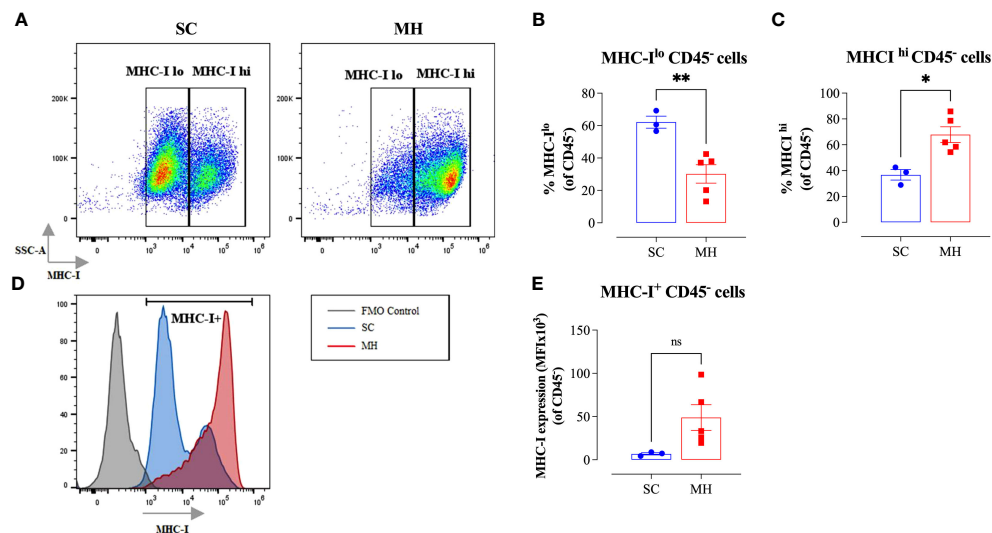 A
SC
MH
MHC-I lo MHC-I hi
MHC-I lo MHC-I hi
200K
100K
0
0 10³ 10⁴ 10⁵ 10⁶
200K
100K
0
0 10³ 10⁴ 10⁵ 10⁶
SSC-A
MHC-I
B
MHC-I^lo CD45⁻ cells
**
% MHC-I^lo
(of CD45⁻)
80
60
40
20
0
SC MH
C
MHCI ^hi CD45⁻ cells
*
% MHCI^hi
(of CD45⁻)
100
80
60
40
20
0
SC MH
D
MHC-I+
100
80
60
40
20
0
0 10³ 10⁴ 10⁵ 10⁶
MHC-I
FMO Control
SC
MH
E
MHC-I⁺ CD45⁻ cells
ns
MHC-I expression (MFIx10³)
(of CD45⁻)
150
100
50
0
SC MH